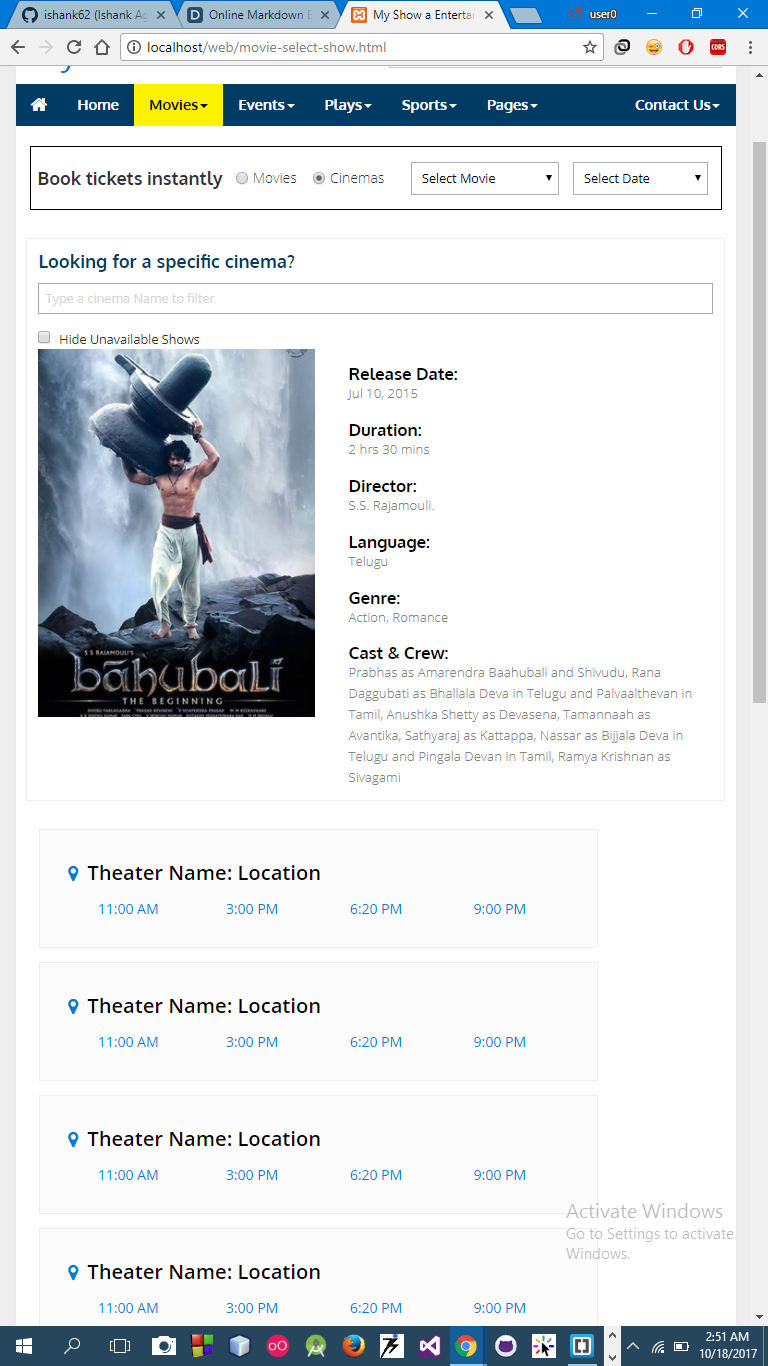 ishank62 (Ishank Ag
Online Markdown E
My Show a Entertai
user0
localhost/web/movie-select-show.html
CORS
Home
Movies
Events
Plays
Sports
Pages
Contact Us
Book tickets instantly
Movies
Cinemas
Select Movie
Select Date
Looking for a specific cinema?
Type a cinema Name to filter
Hide Unavailable Shows
S S RAJAMOULI'S
bāhubali
THE BEGINNING
Release Date:
Jul 10, 2015
Duration:
2 hrs 30 mins
Director:
S.S. Rajamouli.
Language:
Telugu
Genre:
Action, Romance
Cast & Crew:
Prabhas as Amarendra Baahubali and Shivudu, Rana
Daggubati as Bhallala Deva in Telugu and Palvaalthevan in
Tamil, Anushka Shetty as Devasena, Tamannaah as
Avantika, Sathyaraj as Kattappa, Nassar as Bijjala Deva in
Telugu and Pingala Devan in Tamil, Ramya Krishnan as
Sivagami
Theater Name: Location
11:00 AM 3:00 PM 6:20 PM 9:00 PM
Theater Name: Location
11:00 AM 3:00 PM 6:20 PM 9:00 PM
Theater Name: Location
11:00 AM 3:00 PM 6:20 PM 9:00 PM
Theater Name: Location
11:00 AM 3:00 PM 6:20 PM 9:00 PM
Activate Windows
Go to Settings to activate
Windows.
2:51 AM
10/18/2017